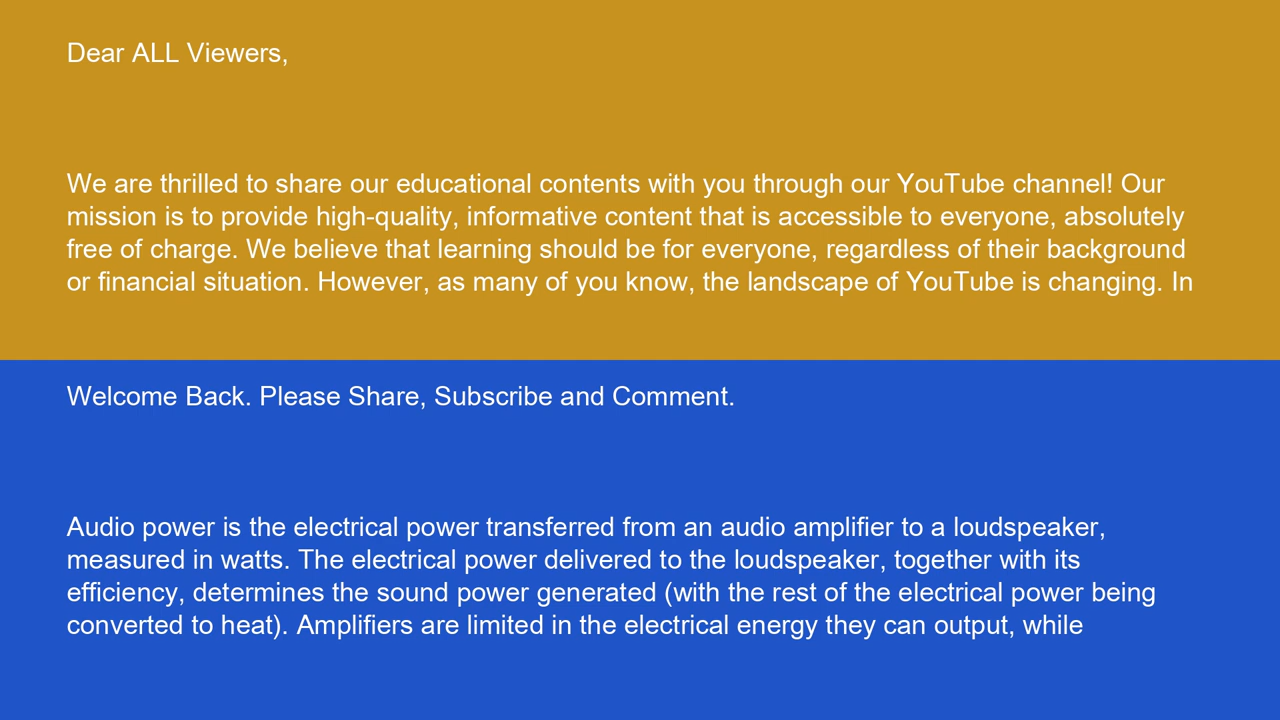 Dear ALL Viewers,
We are thrilled to share our educational contents with you through our YouTube channel! Our
mission is to provide high-quality, informative content that is accessible to everyone, absolutely
free of charge. We believe that learning should be for everyone, regardless of their background
or financial situation. However, as many of you know, the landscape of YouTube is changing. In
Welcome Back. Please Share, Subscribe and Comment.
Audio power is the electrical power transferred from an audio amplifier to a loudspeaker,
measured in watts. The electrical power delivered to the loudspeaker, together with its
efficiency, determines the sound power generated (with the rest of the electrical power being
converted to heat). Amplifiers are limited in the electrical energy they can output, while